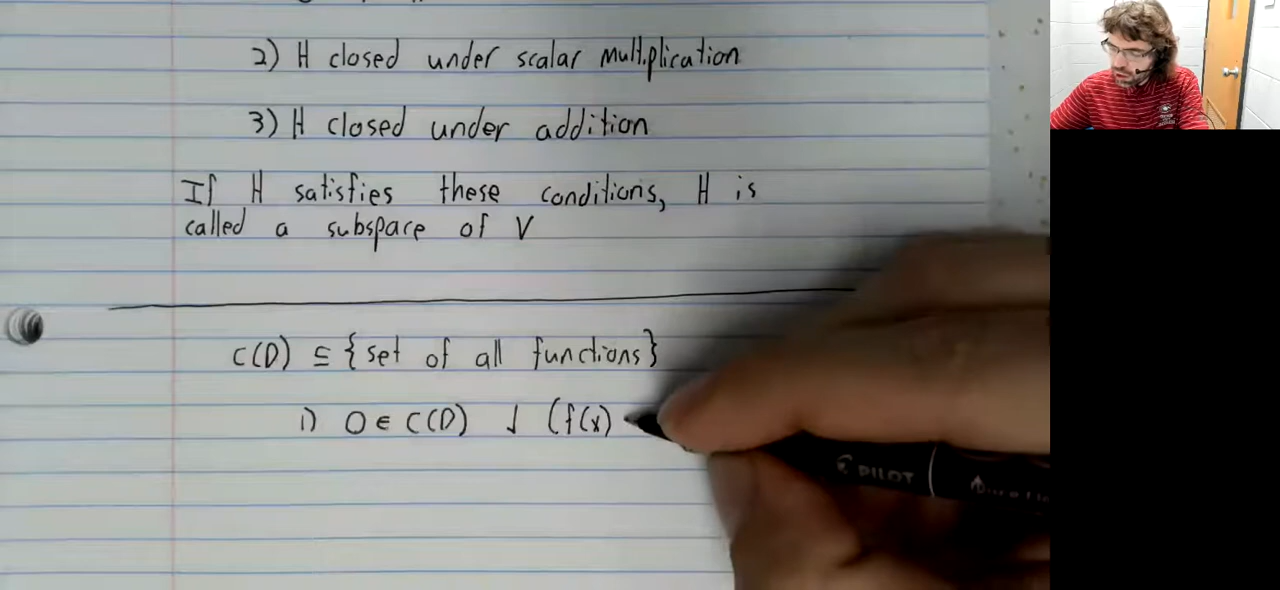 2) H closed under scalar multiplication
3) H closed under addition
If H satisfies these conditions, H is
called a subspace of V
C(D) ⊆ {set of all functions}
1) 0 ∈ C(D) ↓ (f(x)
PILOT